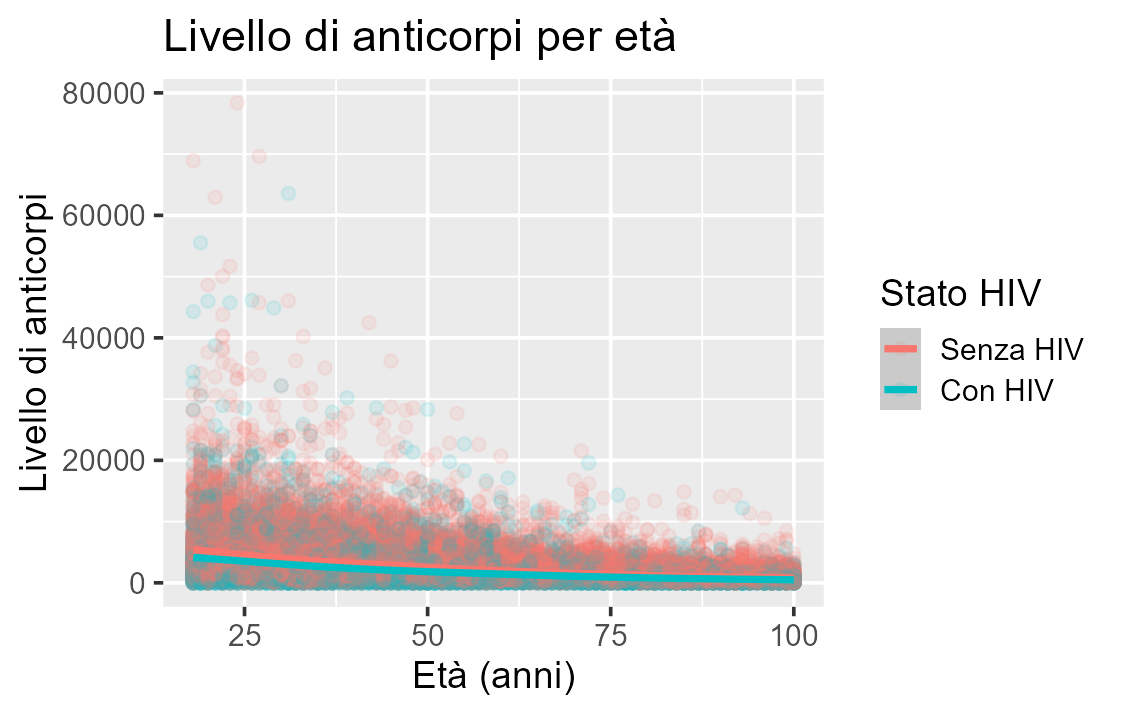 Livello di anticorpi per età
80000
60000
40000
20000
0
Livello di anticorpi
25 50 75 100
Età (anni)
Stato HIV
Senza HIV
Con HIV